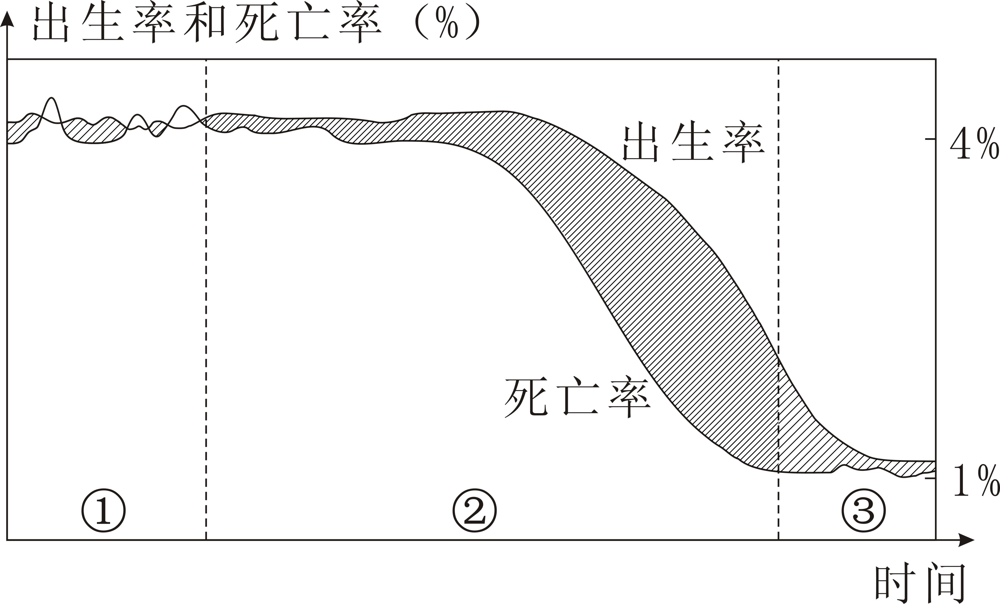 出生率和死亡率（%）
出生率
4%
死亡率
1%
① ② ③
时间